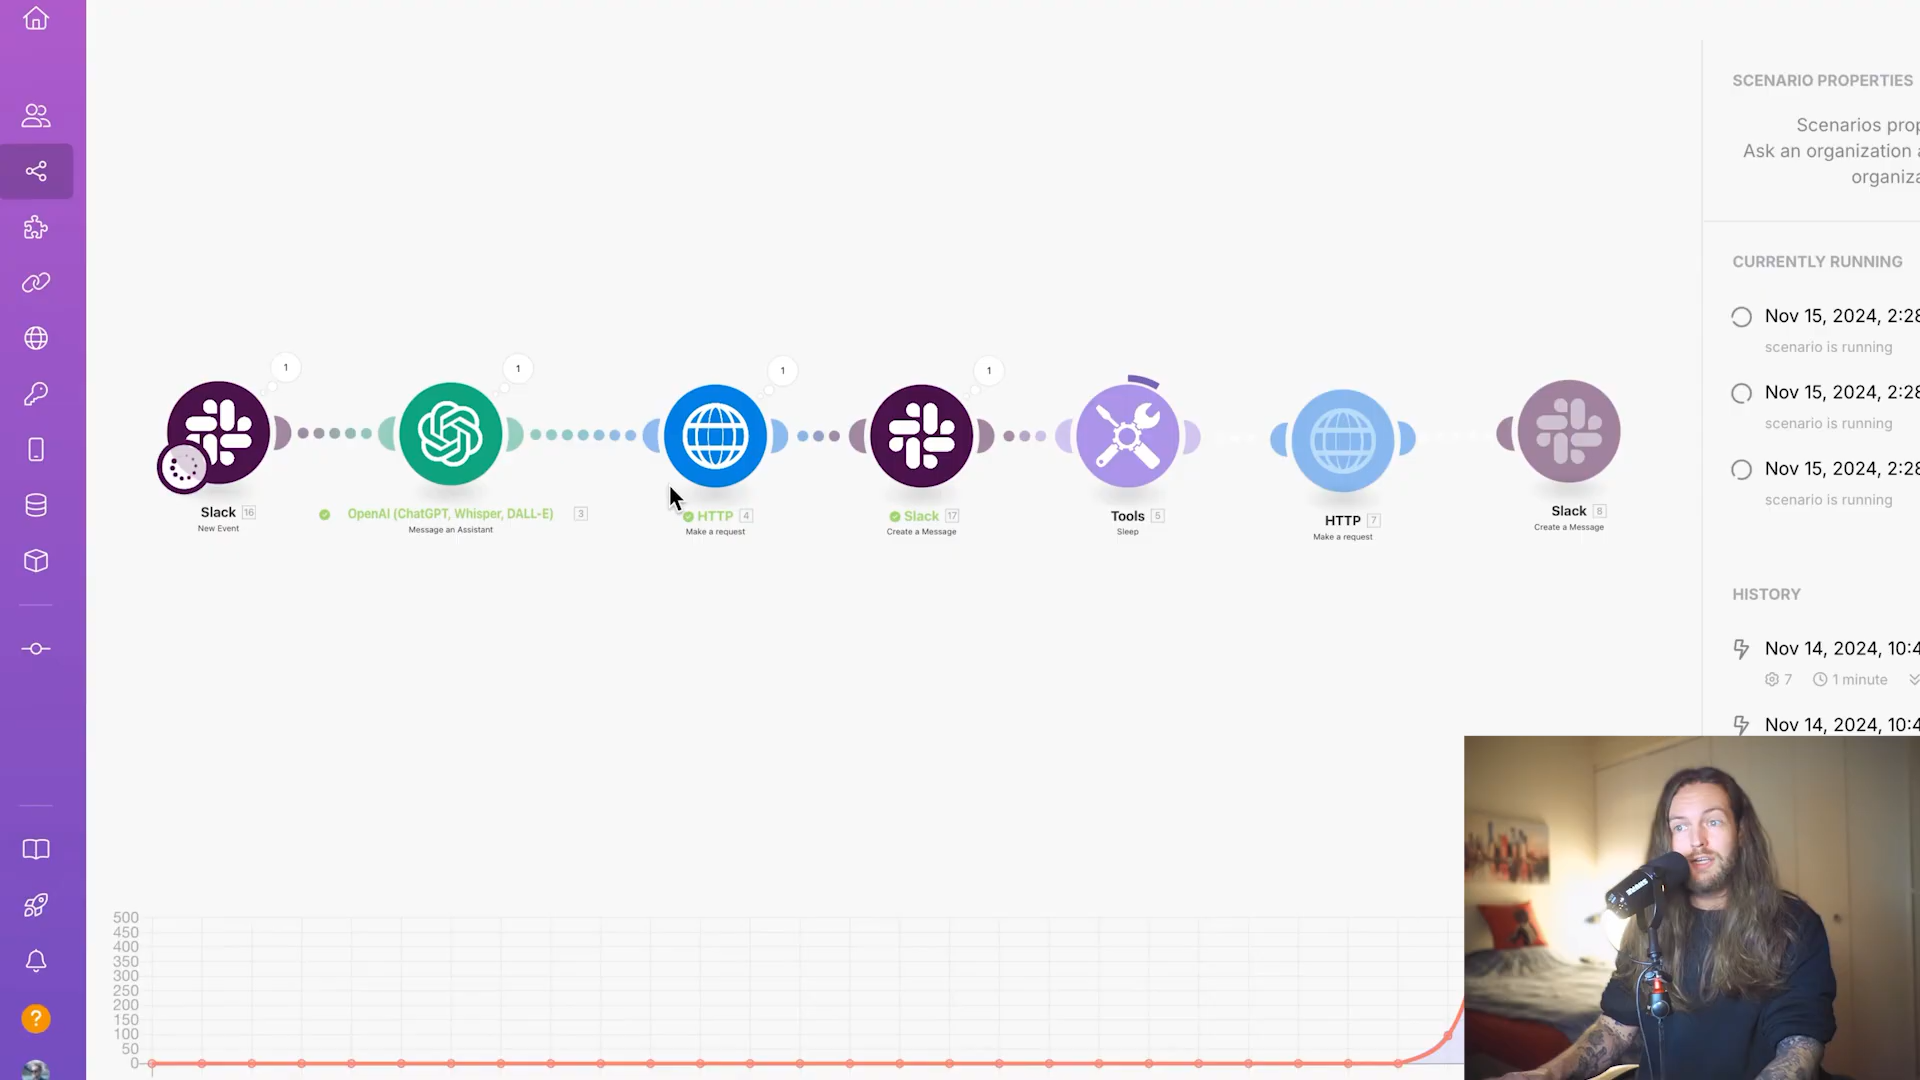 SCENARIO PROPERTIES
Scenarios prop
Ask an organization a
organiza
CURRENTLY RUNNING
Nov 15, 2024, 2:28
scenario is running
Nov 15, 2024, 2:28
scenario is running
Nov 15, 2024, 2:28
scenario is running
HISTORY
Nov 14, 2024, 10:4
7 1 minute
Nov 14, 2024, 10:4
1
1
1
1
Slack 16
New Event
OpenAI (ChatGPT, Whisper, DALL-E) 3
Message an Assistant
HTTP 4
Make a request
Slack 17
Create a Message
Tools 5
Sleep
HTTP 7
Make a request
Slack 8
Create a Message
500
450
400
350
300
250
200
150
100
50
0
?